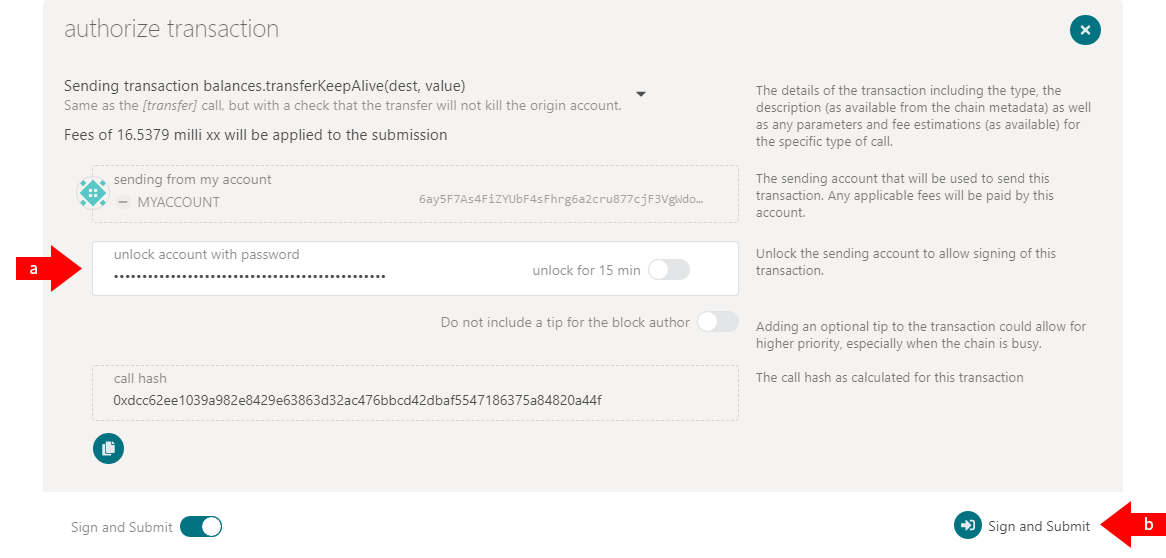 authorize transaction
Sending transaction balances.transferKeepAlive(dest, value)
Same as the [transfer] call, but with a check that the transfer will not kill the origin account.
Fees of 16.5379 milli xx will be applied to the submission
The details of the transaction including the type, the
description (as available from the chain metadata) as well
as any parameters and fee estimations (as available) for
the specific type of call.
sending from my account
MYACCOUNT
6ay5F7As4FiZYUbF4sFhrg6a2cru877cjF3VgWdo…
The sending account that will be used to send this
transaction. Any applicable fees will be paid by this
account.
a
unlock account with password
••••••••••••••••••••••••••••••••••••••••••••••••
unlock for 15 min
Unlock the sending account to allow signing of this
transaction.
Do not include a tip for the block author
Adding an optional tip to the transaction could allow for
higher priority, especially when the chain is busy.
call hash
0xdcc62ee1039a982e8429e63863d32ac476bbcd42dbaf5547186375a84820a44f
The call hash as calculated for this transaction
Sign and Submit
Sign and Submit
b